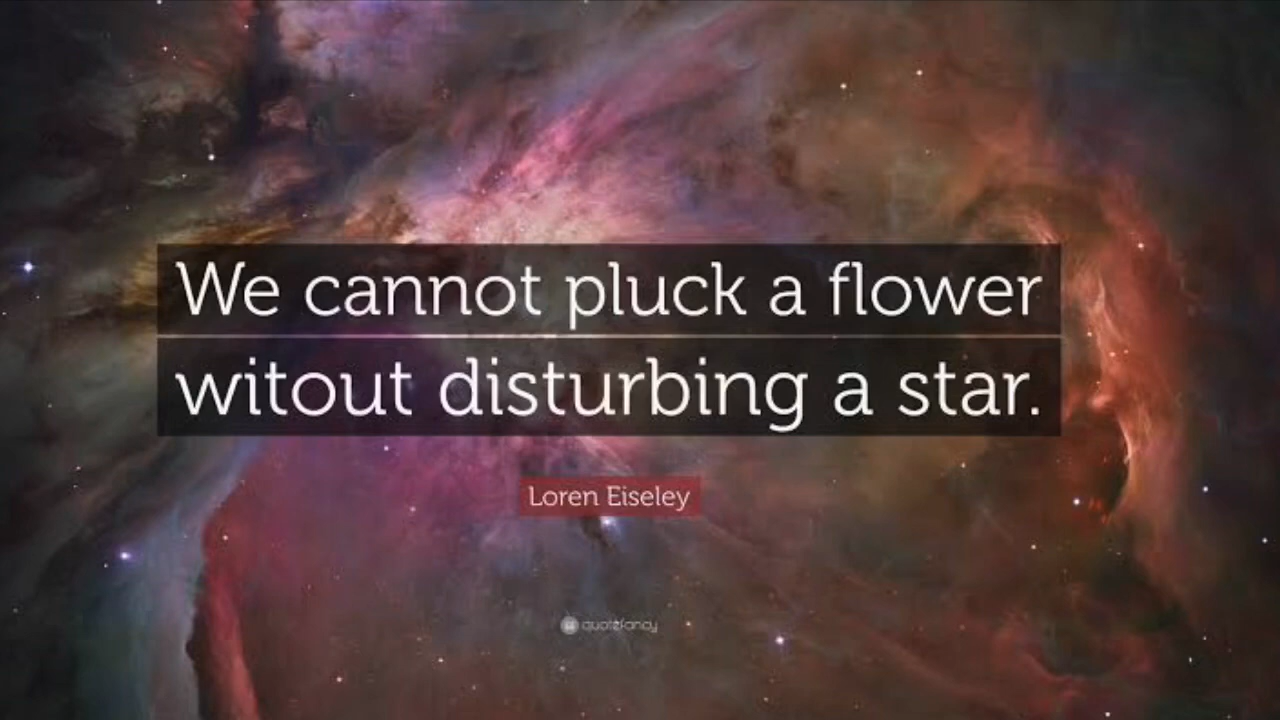 We cannot pluck a flower
witout disturbing a star.
Loren Eiseley
quotefancy